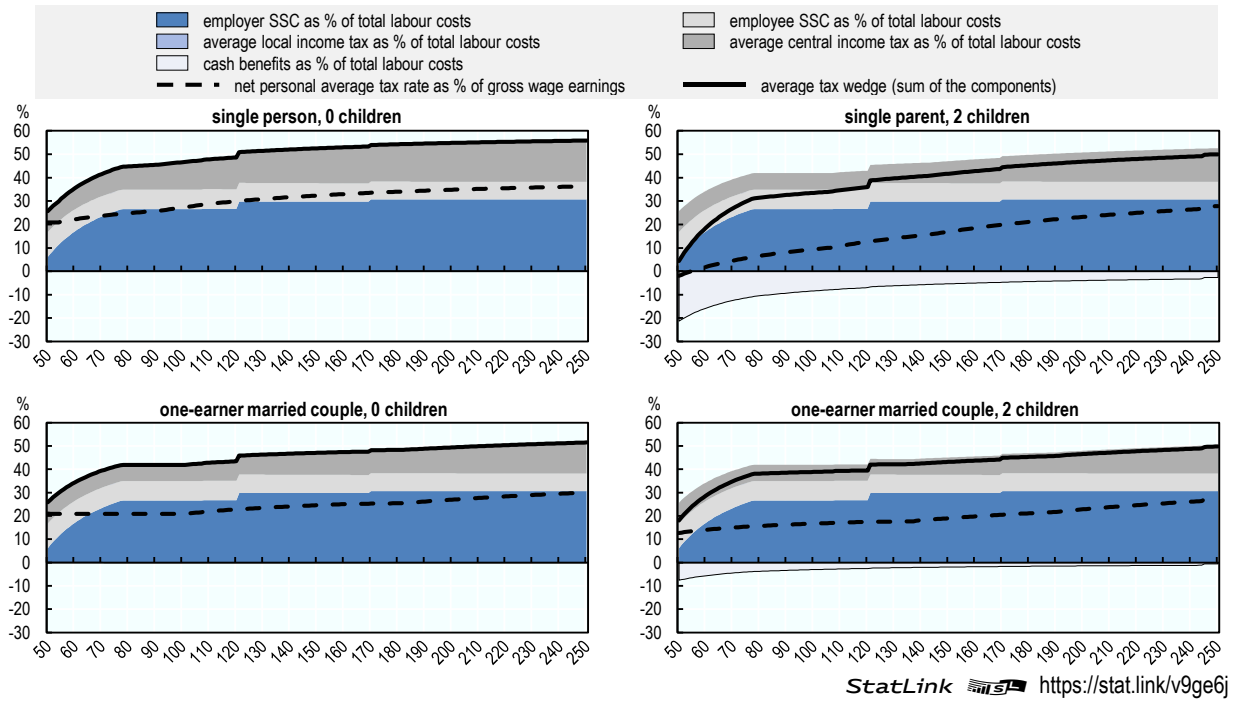 employer SSC as % of total labour costs
employee SSC as % of total labour costs
average local income tax as % of total labour costs
average central income tax as % of total labour costs
cash benefits as % of total labour costs
net personal average tax rate as % of gross wage earnings
average tax wedge (sum of the components)
%
single person, 0 children
60
50
40
30
20
10
0
-10
-20
-30
50 60 70 80 90 100 110 120 130 140 150 160 170 180 190 200 210 220 230 240 250
%
single parent, 2 children
60
50
40
30
20
10
0
-10
-20
-30
50 60 70 80 90 100 110 120 130 140 150 160 170 180 190 200 210 220 230 240 250
%
one-earner married couple, 0 children
60
50
40
30
20
10
0
-10
-20
-30
50 60 70 80 90 100 110 120 130 140 150 160 170 180 190 200 210 220 230 240 250
%
one-earner married couple, 2 children
60
50
40
30
20
10
0
-10
-20
-30
50 60 70 80 90 100 110 120 130 140 150 160 170 180 190 200 210 220 230 240 250
StatLink https://stat.link/v9ge6j